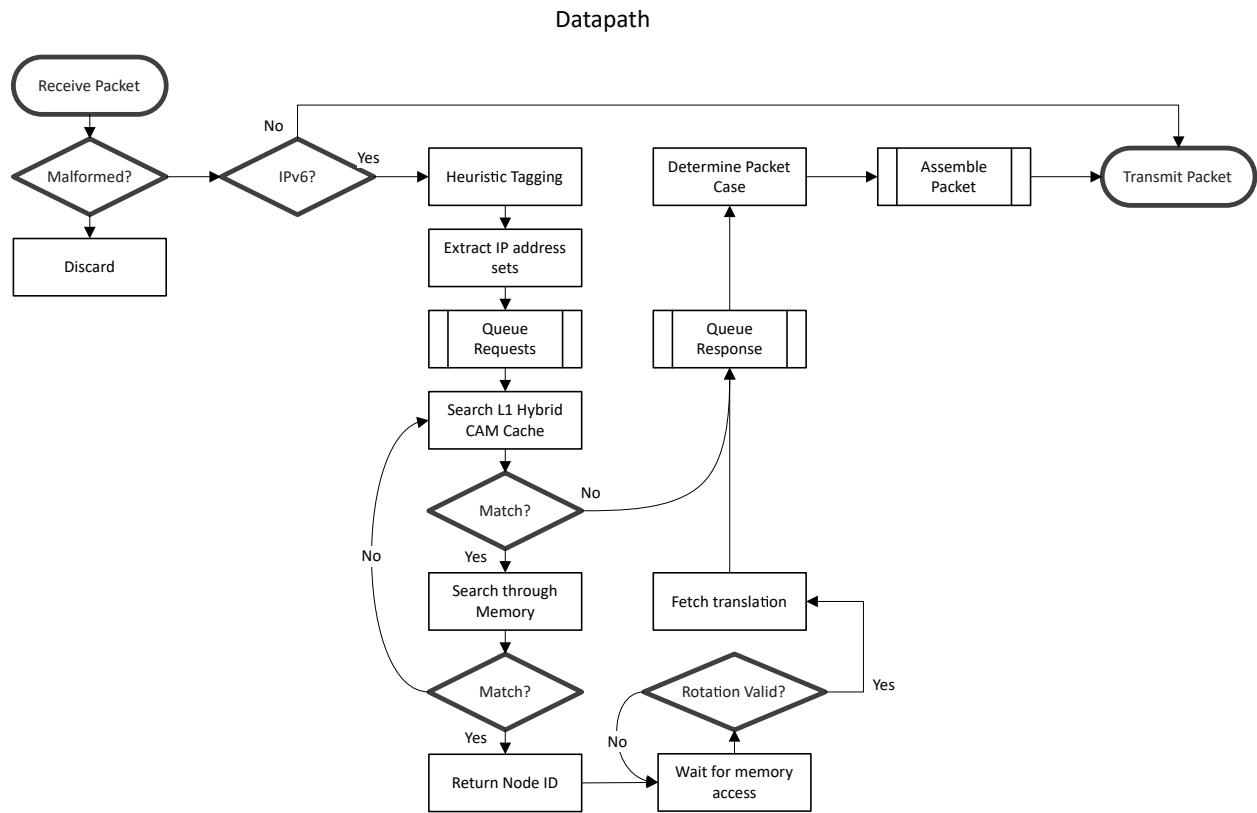 Datapath
Receive Packet
No
Malformed?
IPv6?
Yes
Heuristic Tagging
Determine Packet
Case
Assemble
Packet
Transmit Packet
Discard
Extract IP address
sets
Queue
Requests
Queue
Response
Search L1 Hybrid
CAM Cache
Match?
No
Yes
No
Search through
Memory
Fetch translation
Match?
Rotation Valid?
Yes
Yes
No
Return Node ID
Wait for memory
access